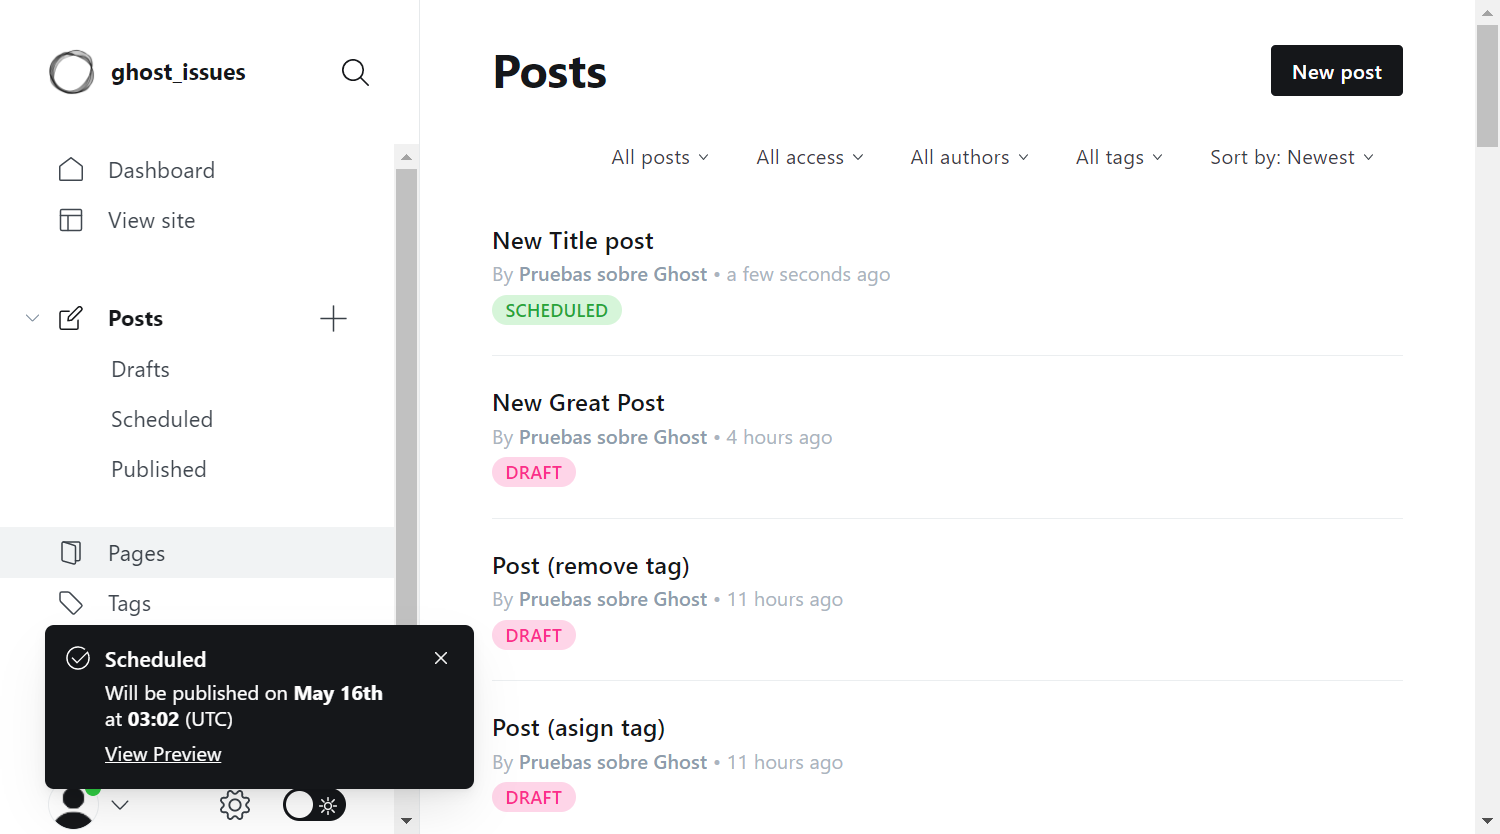 ghost_issues
Dashboard
View site
Posts
Drafts
Scheduled
Published
Pages
Tags
Scheduled
Will be published on May 16th
at 03:02 (UTC)
View Preview
Posts
New post
All posts
All access
All authors
All tags
Sort by: Newest
New Title post
By Pruebas sobre Ghost • a few seconds ago
SCHEDULED
New Great Post
By Pruebas sobre Ghost • 4 hours ago
DRAFT
Post (remove tag)
By Pruebas sobre Ghost • 11 hours ago
DRAFT
Post (asign tag)
By Pruebas sobre Ghost • 11 hours ago
DRAFT